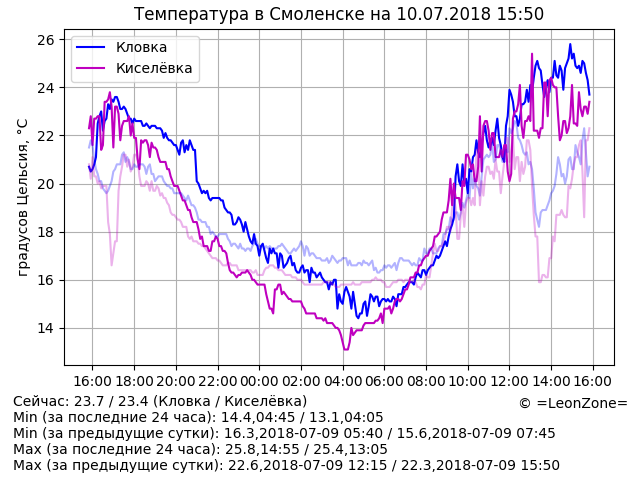 Температура в Смоленске на 10.07.2018 15:50
Кловка
Киселёвка
градусов Цельсия, °C
26
24
22
20
18
16
14
16:00 18:00 20:00 22:00 00:00 02:00 04:00 06:00 08:00 10:00 12:00 14:00 16:00
Сейчас: 23.7 / 23.4 (Кловка / Киселёвка)
© =LeonZone=
Min (за последние 24 часа): 14.4,04:45 / 13.1,04:05
Min (за предыдущие сутки): 16.3,2018-07-09 05:40 / 15.6,2018-07-09 07:45
Max (за последние 24 часа): 25.8,14:55 / 25.4,13:05
Max (за предыдущие сутки): 22.6,2018-07-09 12:15 / 22.3,2018-07-09 15:50